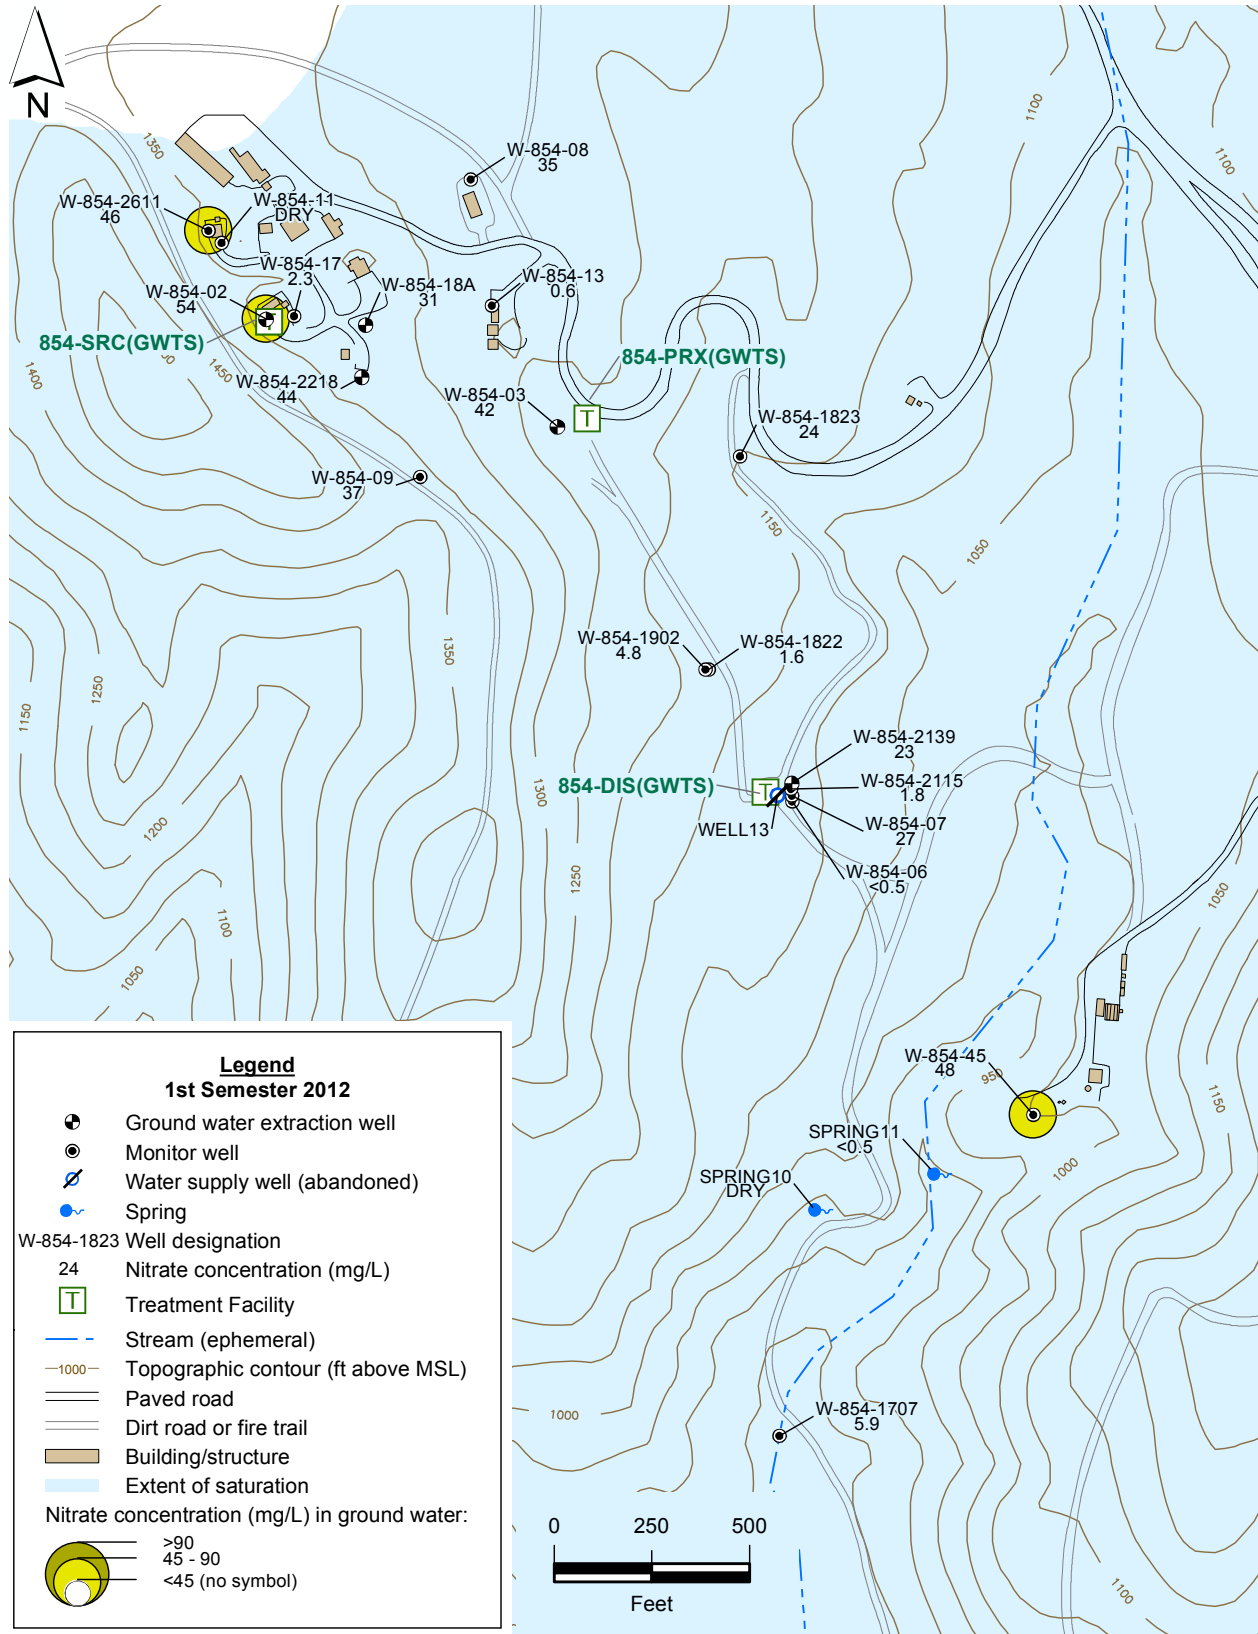 N
1350
1100
1100
W-854-08
35
W-854-2611
46
W-854-11
DRY
W-854-17
2.3
W-854-02
54
W-854-18A
31
W-854-13
0.6
854-SRC(GWTS)
854-PRX(GWTS)
1400
1450
W-854-2218
44
W-854-03
42
W-854-1823
24
W-854-09
37
1150
1050
1350
1250
1150
W-854-1902
4.8
W-854-1822
1.6
W-854-2139
23
854-DIS(GWTS)
W-854-2115
1.8
1300
1200
WELL13
W-854-07
27
W-854-06
<0.5
1250
1050
1100
1050
W-854-45
48
950
1150
SPRING11
<0.5
SPRING10
DRY
1000
1000
W-854-1707
5.9
1100
Legend
1st Semester 2012
Ground water extraction well
Monitor well
Water supply well (abandoned)
Spring
W-854-1823 Well designation
24 Nitrate concentration (mg/L)
T Treatment Facility
Stream (ephemeral)
1000 Topographic contour (ft above MSL)
Paved road
Dirt road or fire trail
Building/structure
Extent of saturation
Nitrate concentration (mg/L) in ground water:
>90
45 - 90
<45 (no symbol)
0 250 500
Feet
T
T